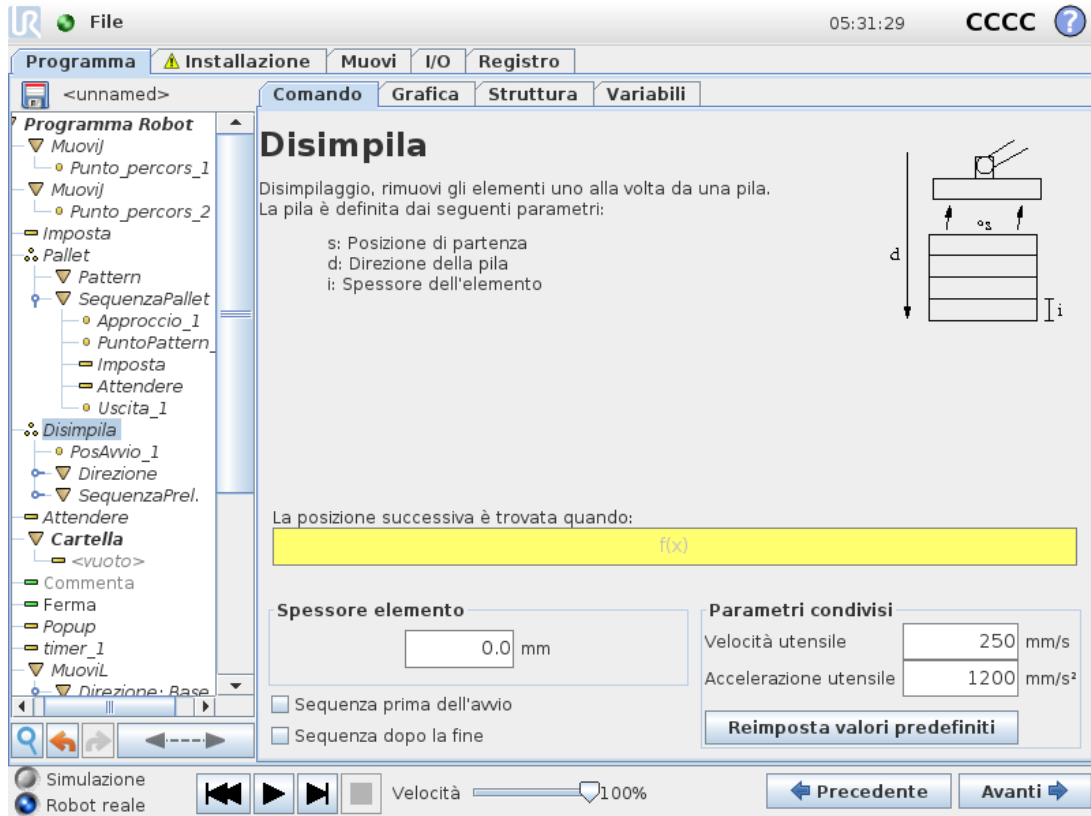 UR File 05:31:29 CCCC ?
Programma Installazione Muovi I/O Registro
<unnamed> Comando Grafica Struttura Variabili
Programma Robot
MuoviJ
Punto_percors_1
MuoviJ
Punto_percors_2
Imposta
Pallet
Pattern
SequenzaPallet
Approccio_1
PuntoPattern_
Imposta
Attendere
Uscita_1
Disimpila
PosAvvio_1
Direzione
SequenzaPrel.
Attendere
Cartella
<vuoto>
Commenta
Ferma
Popup
timer_1
MuoviL
Direzione: Base
Disimpila
Disimpilaggio, rimuovi gli elementi uno alla volta da una pila.
La pila è definita dai seguenti parametri:
s: Posizione di partenza
d: Direzione della pila
i: Spessore dell'elemento
s
d
i
La posizione successiva è trovata quando:
f(x)
Spessore elemento
0.0 mm
Sequenza prima dell'avvio
Sequenza dopo la fine
Parametri condivisi
Velocità utensile 250 mm/s
Accelerazione utensile 1200 mm/s²
Reimposta valori predefiniti
Simulazione
Robot reale
Velocità 100%
Precedente Avanti